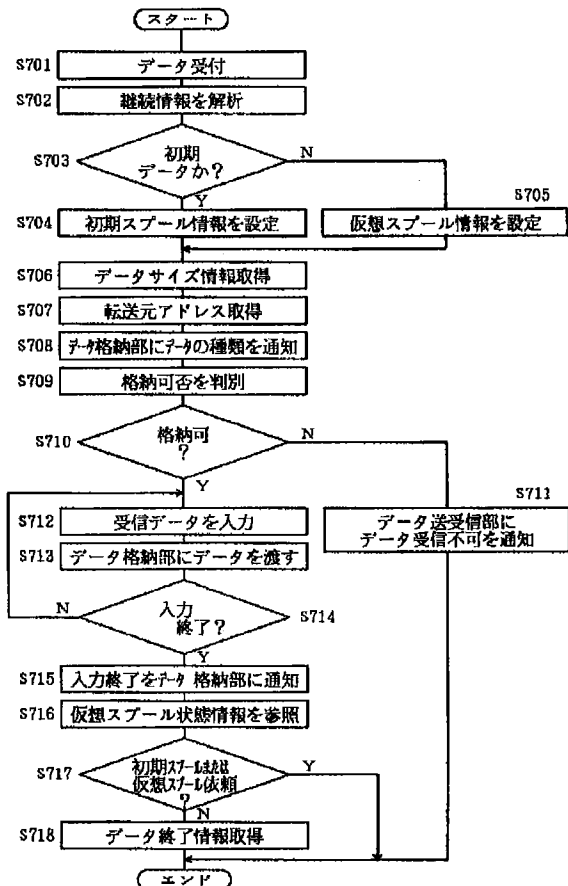 スタート
S701 データ受付
S702 継続情報を解析
S703 初期
データか？
N
Y
S704 初期スプール情報を設定
S705
仮想スプール情報を設定
S706 データサイズ情報取得
S707 転送元アドレス取得
S708 データ格納部にデータの種類を通知
S709 格納可否を判別
S710 格納可
？
N
Y
S711
データ送受信部に
データ受信不可を通知
S712 受信データを入力
S713 データ格納部にデータを渡す
N
入力
終了？
S714
Y
S715 入力終了をデータ格納部に通知
S716 仮想スプール状態情報を参照
S717 初期スプールまたは
仮想スプール依頼
？
Y
N
S718 データ終了情報取得
エンド